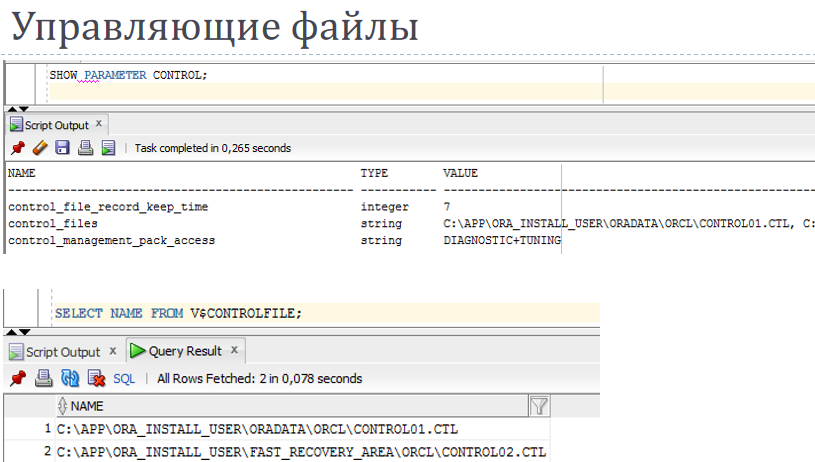 Управляющие файлы
SHOW PARAMETER CONTROL;
Script Output x
Task completed in 0,265 seconds
NAME TYPE VALUE
-------------------------------------------------- ----------- ----------------------------------------------------
control_file_record_keep_time integer 7
control_files string C:\APP\ORA_INSTALL_USER\ORADATA\ORCL\CONTROL01.CTL, C:
control_management_pack_access string DIAGNOSTIC+TUNING
SELECT NAME FROM V$CONTROLFILE;
Script Output x Query Result x
SQL All Rows Fetched: 2 in 0,078 seconds
NAME
1 C:\APP\ORA_INSTALL_USER\ORADATA\ORCL\CONTROL01.CTL
2 C:\APP\ORA_INSTALL_USER\FAST_RECOVERY_AREA\ORCL\CONTROL02.CTL